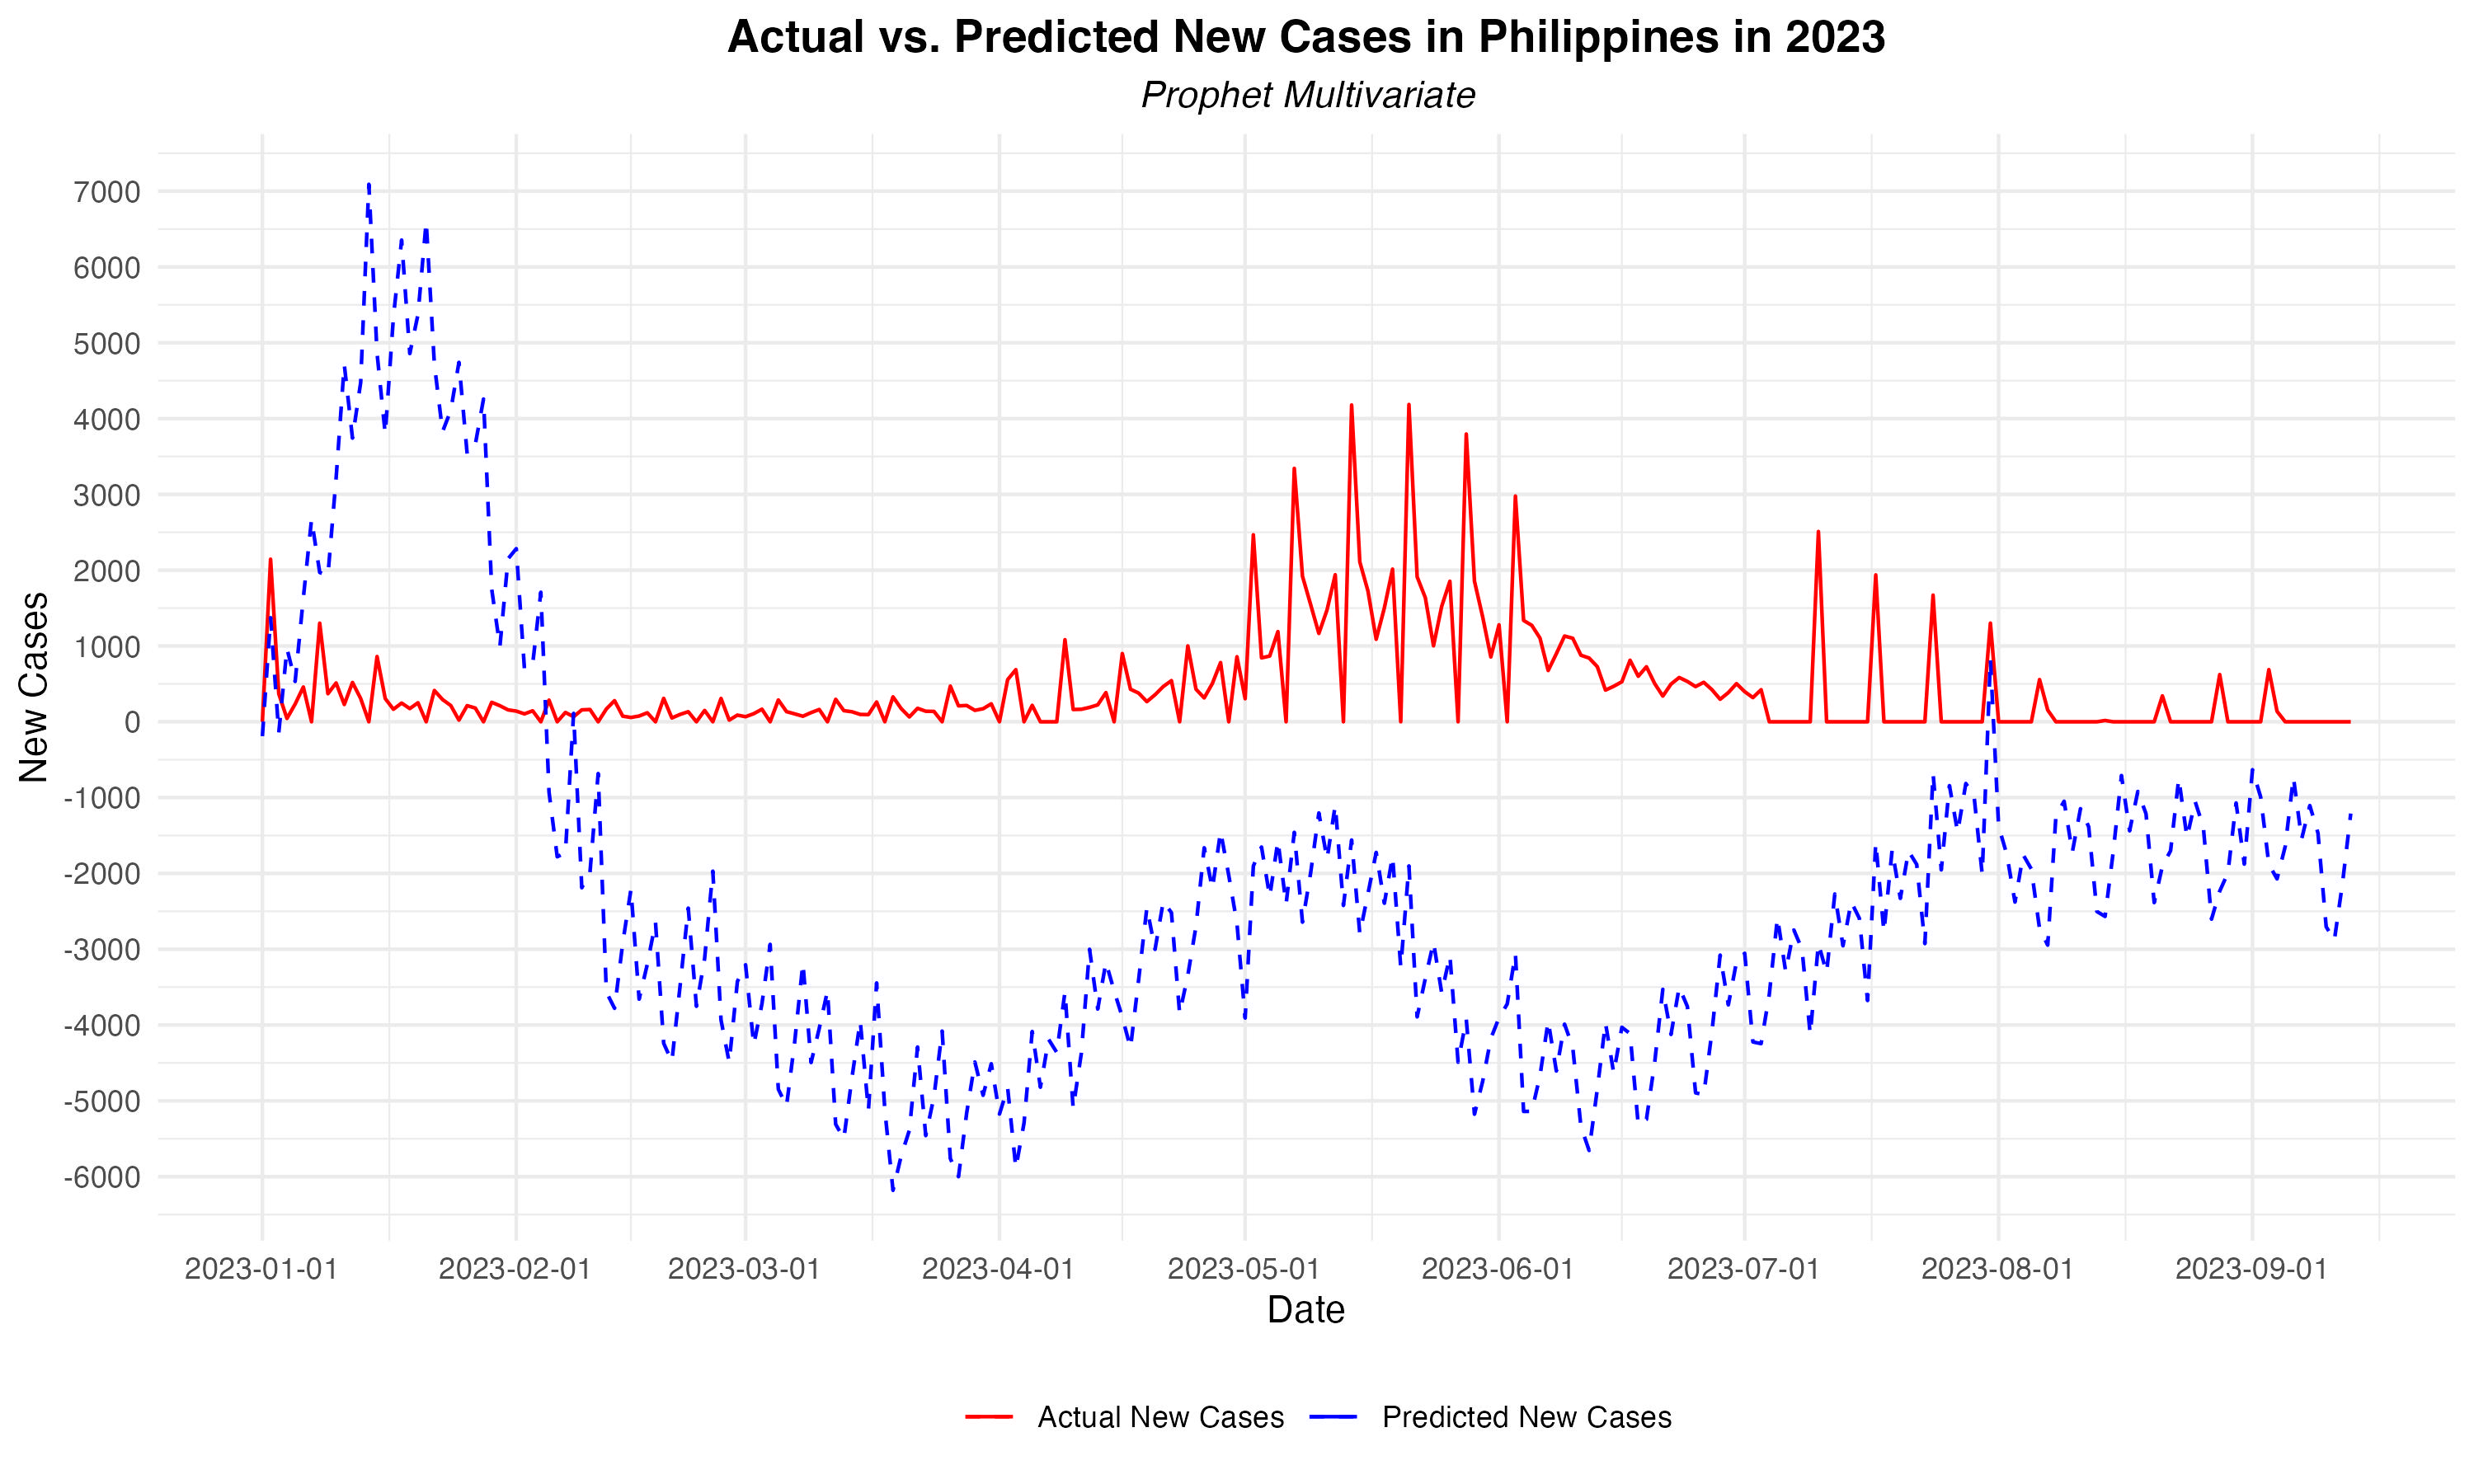 Actual vs. Predicted New Cases in Philippines in 2023
Prophet Multivariate
New Cases
7000
6000
5000
4000
3000
2000
1000
0
-1000
-2000
-3000
-4000
-5000
-6000
2023-01-01 2023-02-01 2023-03-01 2023-04-01 2023-05-01 2023-06-01 2023-07-01 2023-08-01 2023-09-01
Date
Actual New Cases Predicted New Cases